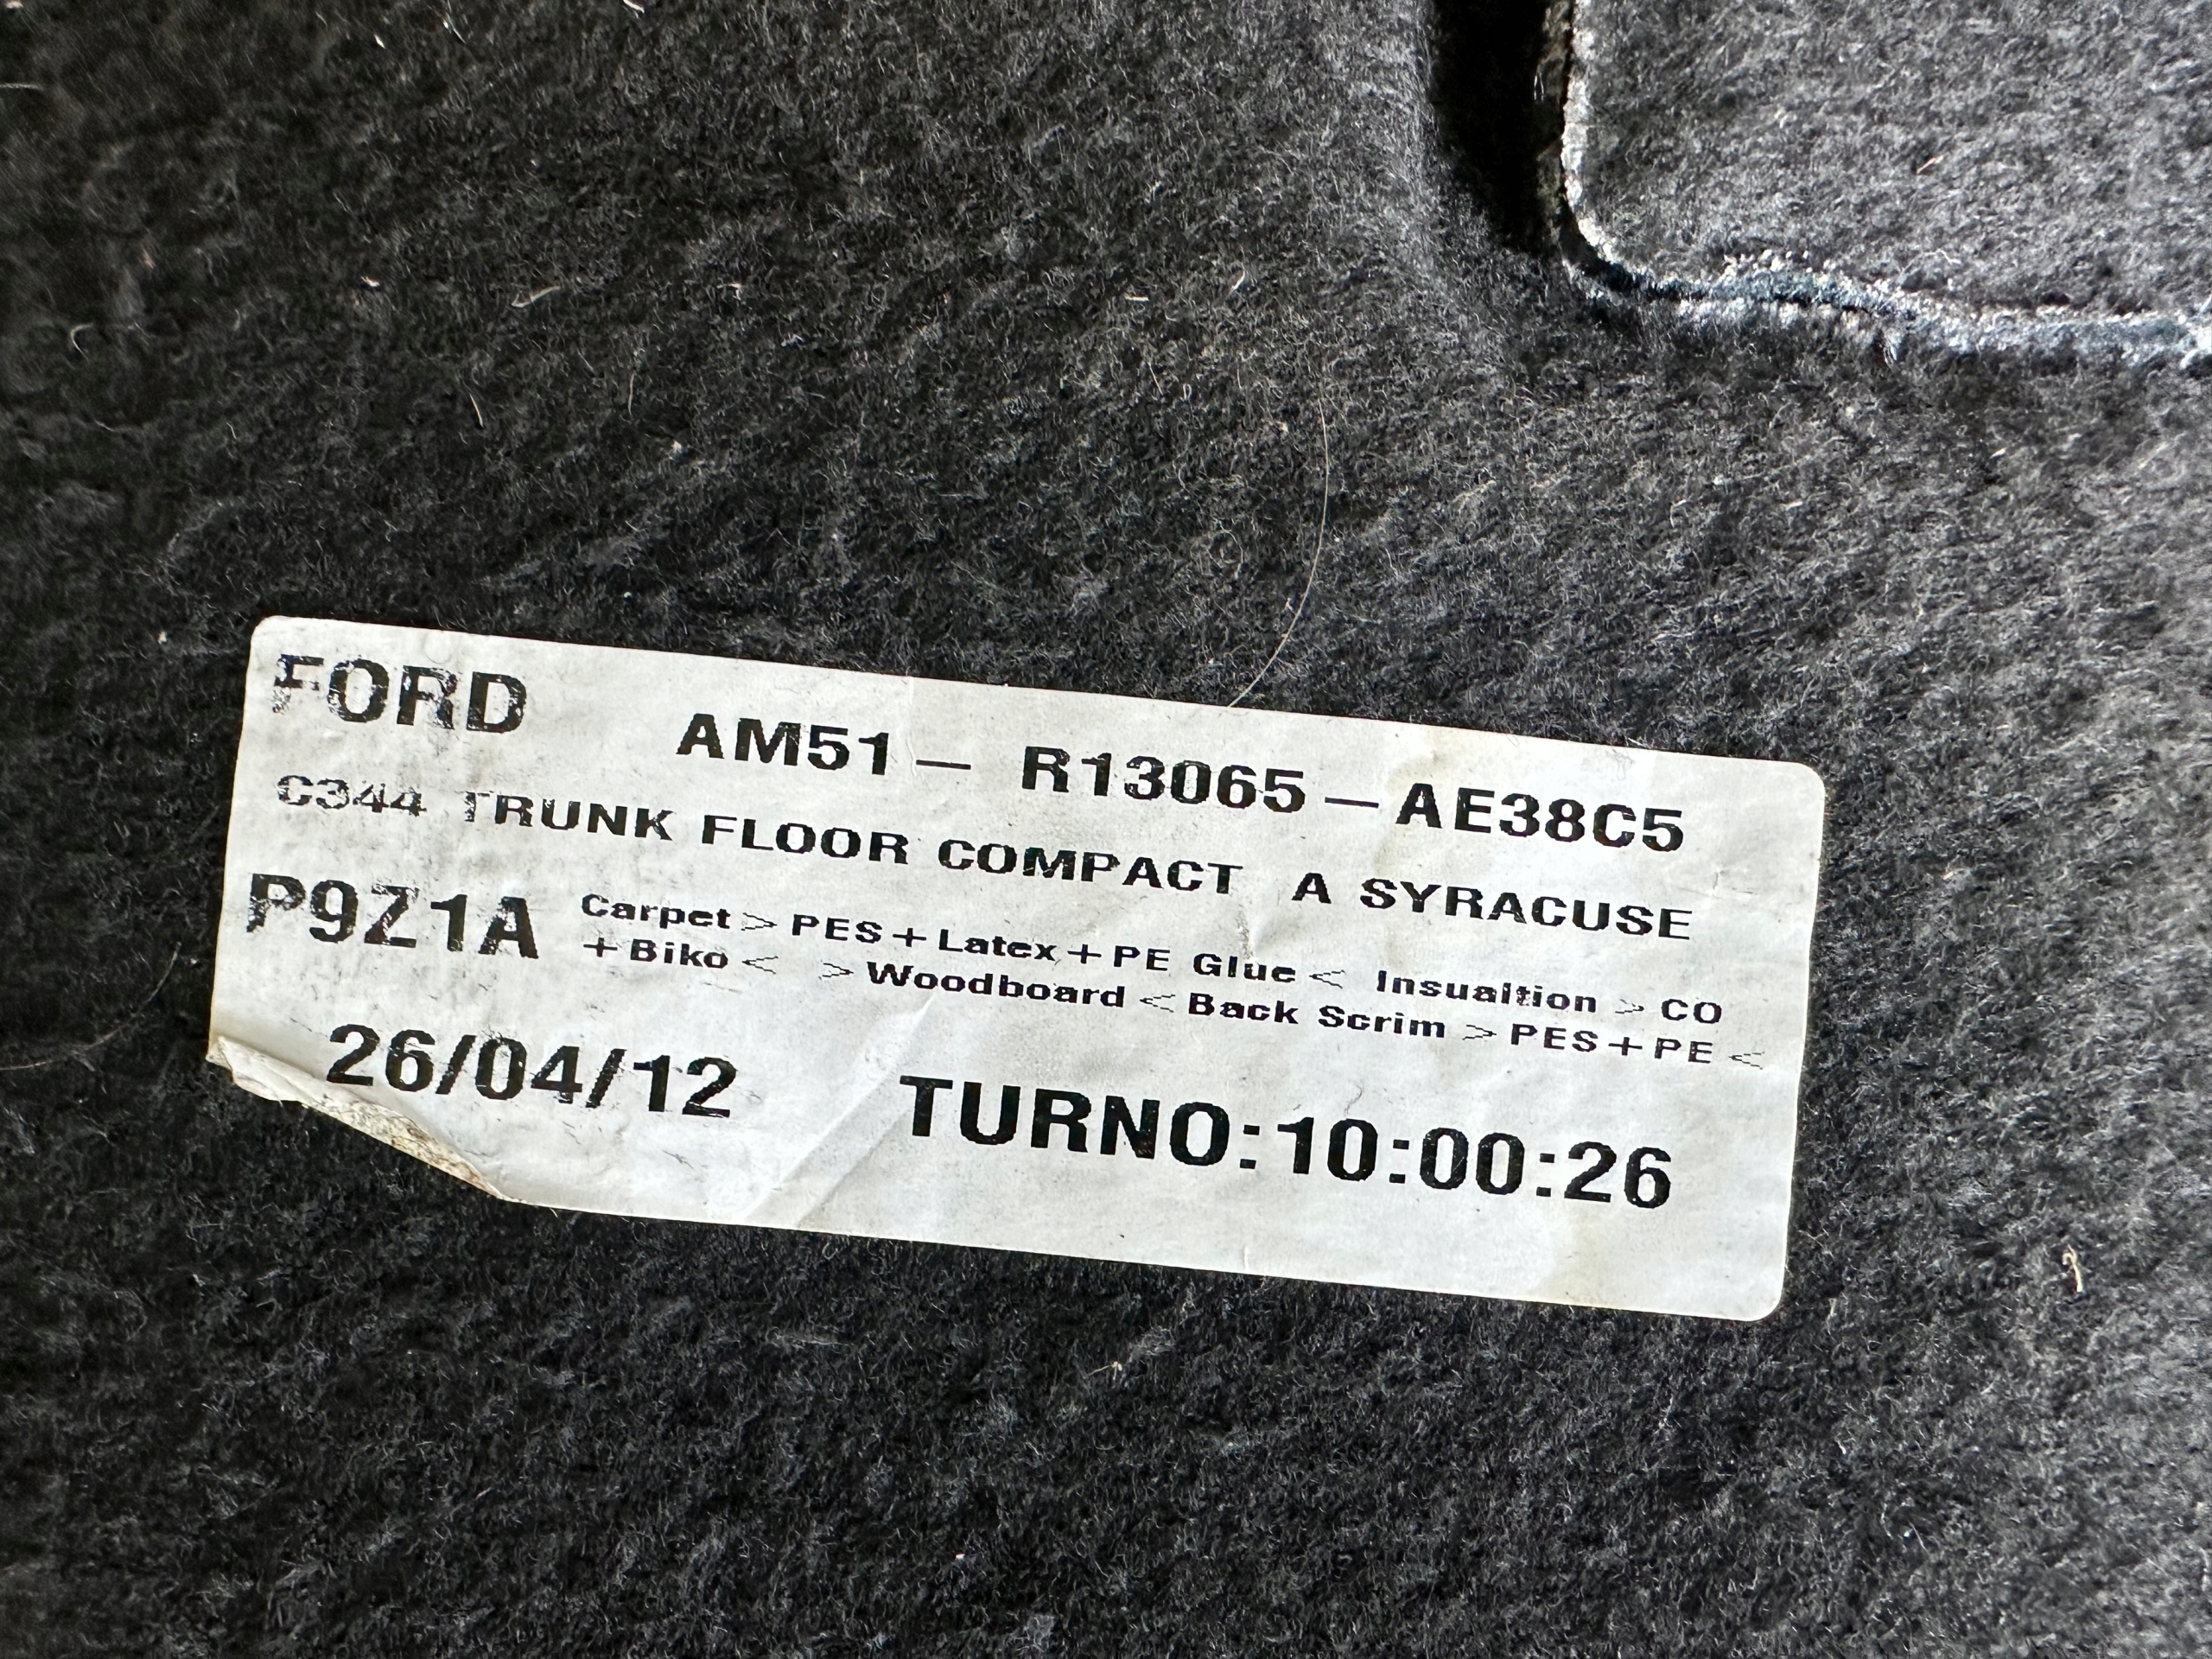 FORD AM51- R13065-AE38C5
C344 TRUNK FLOOR COMPACT A SYRACUSE
P9Z1A Carpet > PES+Latex+PE Glue < Insualtion > CO
+Biko < > Woodboard < Back Scrim > PES+PE <
26/04/12 TURNO:10:00:26